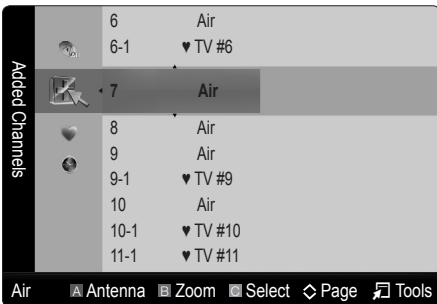 Added Channels
6 Air
6-1 ♥ TV #6
7 Air
8 Air
9 Air
9-1 ♥ TV #9
10 Air
10-1 ♥ TV #10
11-1 ♥ TV #11
Air A Antenna B Zoom C Select Page Tools